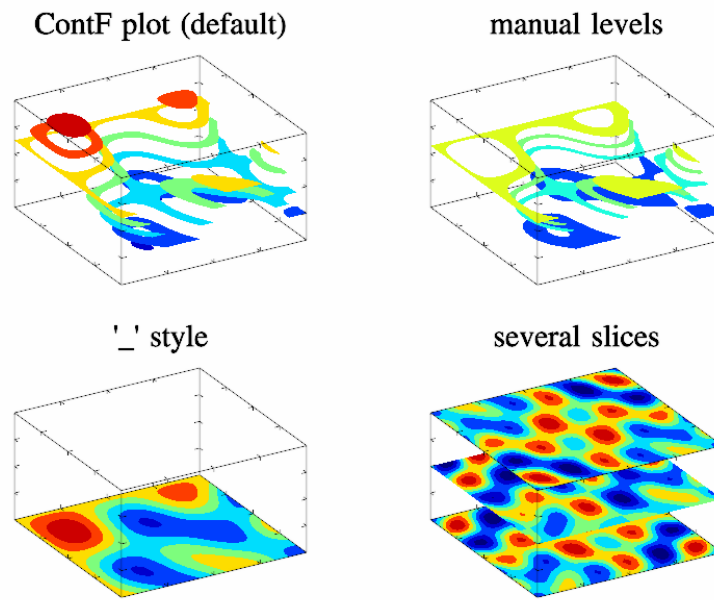 ContF plot (default)
manual levels
'_' style
several slices